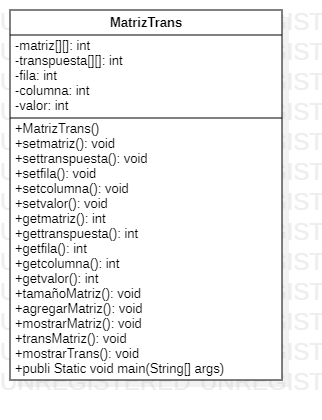 MatrizTrans
-matriz[][]: int
-transpuesta[][]: int
-fila: int
-columna: int
-valor: int
+MatrizTrans()
+setmatriz(): void
+settranspuesta(): void
+setfila(): void
+setcolumna(): void
+setvalor(): void
+getmatriz(): int
+gettranspuesta(): int
+getfila(): int
+getcolumna(): int
+getvalor(): int
+tamañoMatriz(): void
+agregarMatriz(): void
+mostrarMatriz(): void
+transMatriz(): void
+mostrarTrans(): void
+publi Static void main(String[] args)
UNREGISTERED UNREGIST